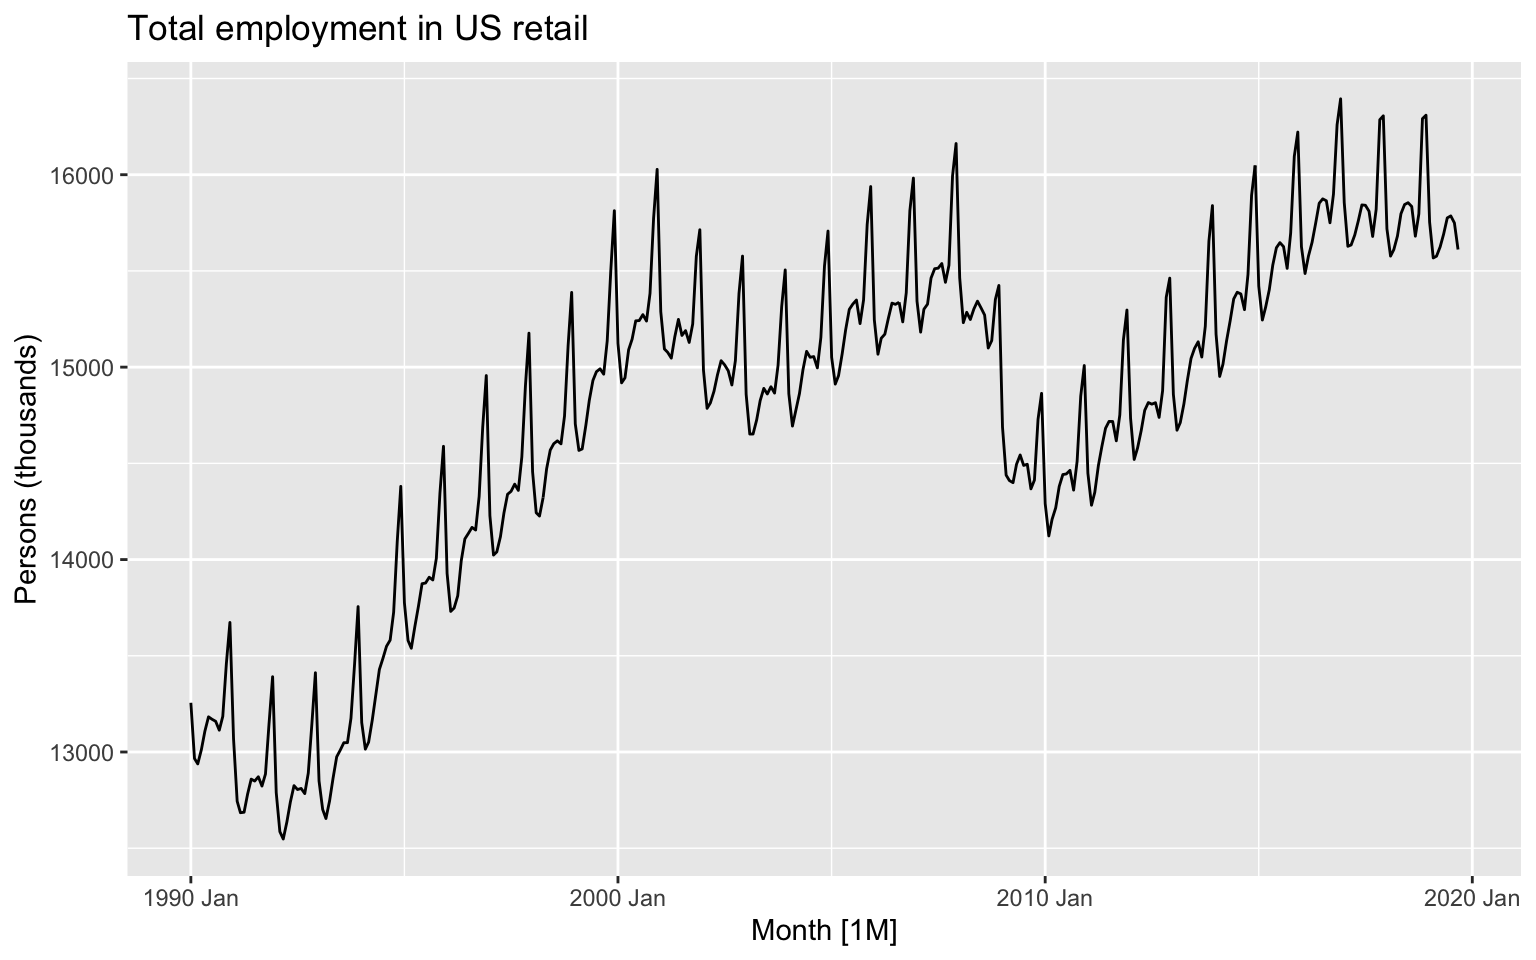 Total employment in US retail
Persons (thousands)
16000
15000
14000
13000
1990 Jan
2000 Jan
2010 Jan
2020 Jan
Month [1M]